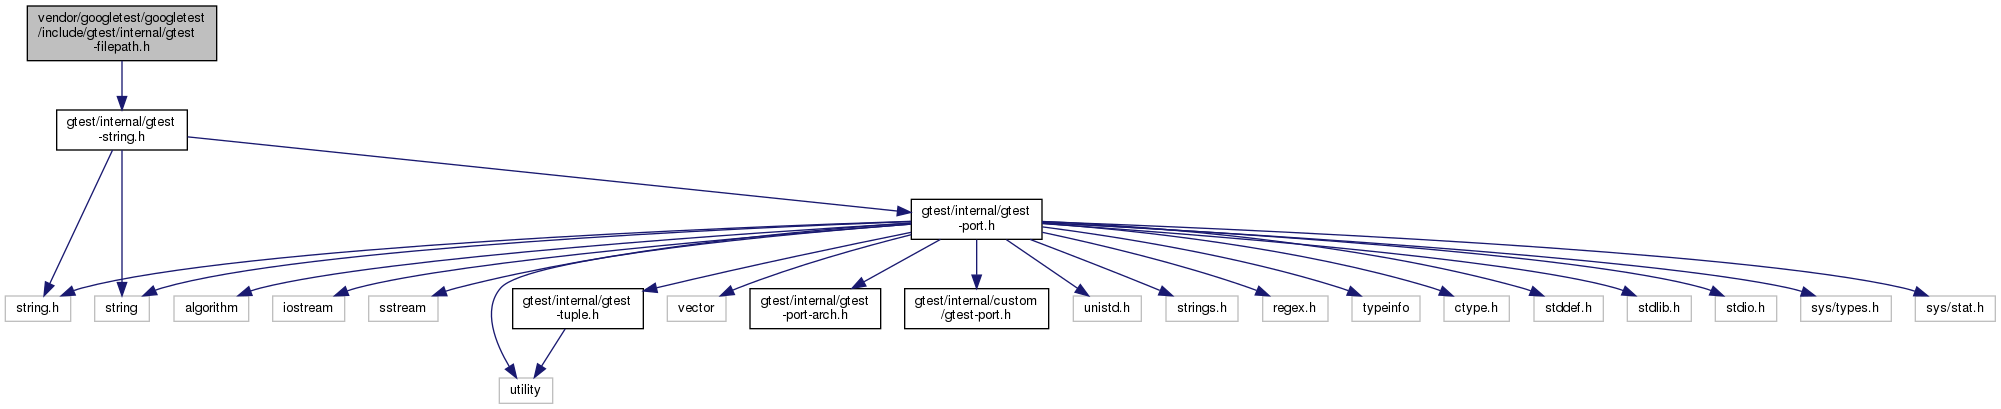 vendor/googletest/googletest
/include/gtest/internal/gtest
-filepath.h
gtest/internal/gtest
-string.h
gtest/internal/gtest
-port.h
string.h
string
algorithm
iostream
sstream
gtest/internal/gtest
-tuple.h
vector
gtest/internal/gtest
-port-arch.h
gtest/internal/custom
/gtest-port.h
unistd.h
strings.h
regex.h
typeinfo
ctype.h
stddef.h
stdlib.h
stdio.h
sys/types.h
sys/stat.h
utility